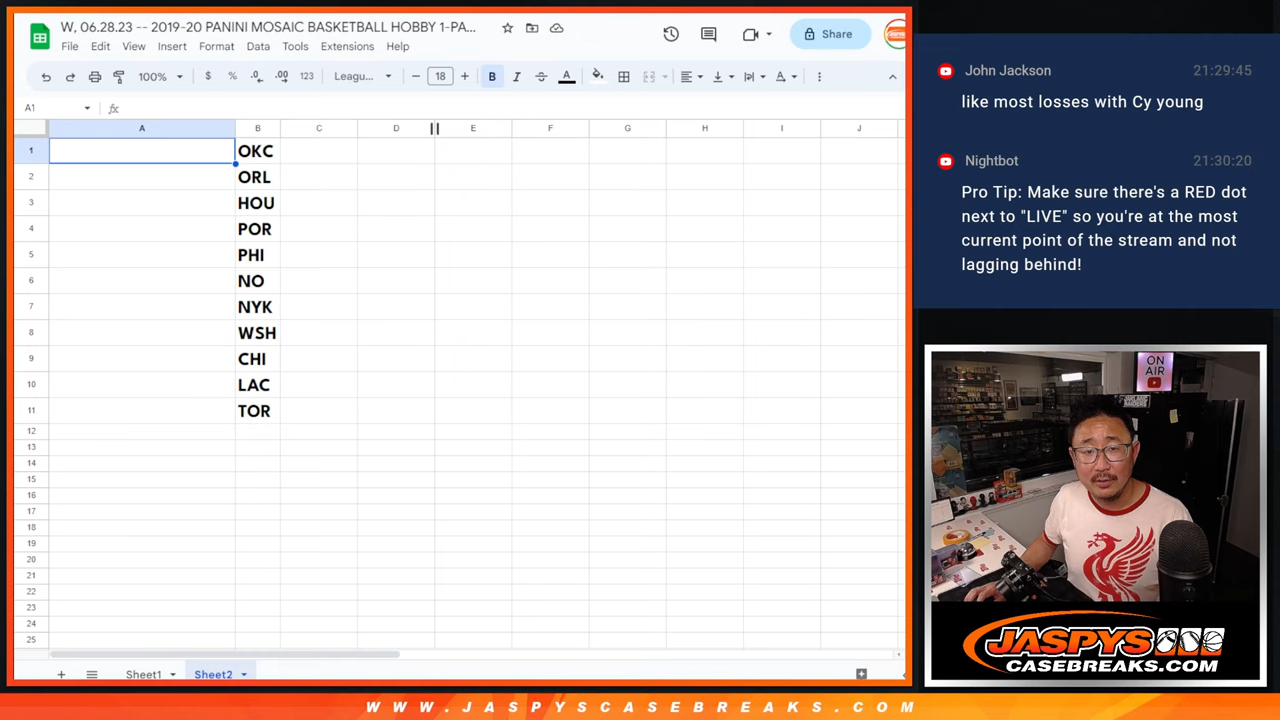 W, 06.28.23 -- 2019-20 PANINI MOSAIC BASKETBALL HOBBY 1-PA...
Share
File Edit View Insert Format Data Tools Extensions Help
100% $ % .0 .00 123 Leagu... 18 B I A
A1 fx
A B C D E F G H I J
1 OKC
2 ORL
3 HOU
4 POR
5 PHI
6 NO
7 NYK
8 WSH
9 CHI
10 LAC
11 TOR
12
13
14
15
16
17
18
19
20
21
22
23
24
25
Sheet1 Sheet2
John Jackson 21:29:45
like most losses with Cy young
Nightbot 21:30:20
Pro Tip: Make sure there's a RED dot
next to "LIVE" so you're at the most
current point of the stream and not
lagging behind!
ON
AIR
JASPYS
CASEBREAKS.COM
WWW.JASPYSCASEBREAKS.COM